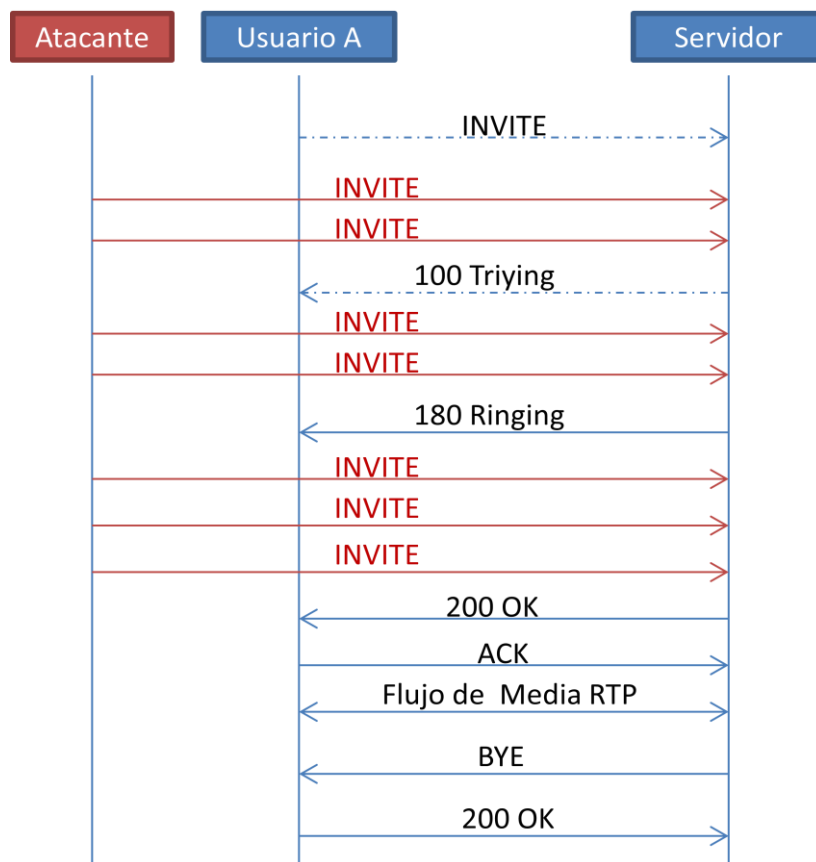 Atacante
Usuario A
Servidor
INVITE
INVITE
INVITE
100 Triying
INVITE
INVITE
180 Ringing
INVITE
INVITE
INVITE
200 OK
ACK
Flujo de Media RTP
BYE
200 OK